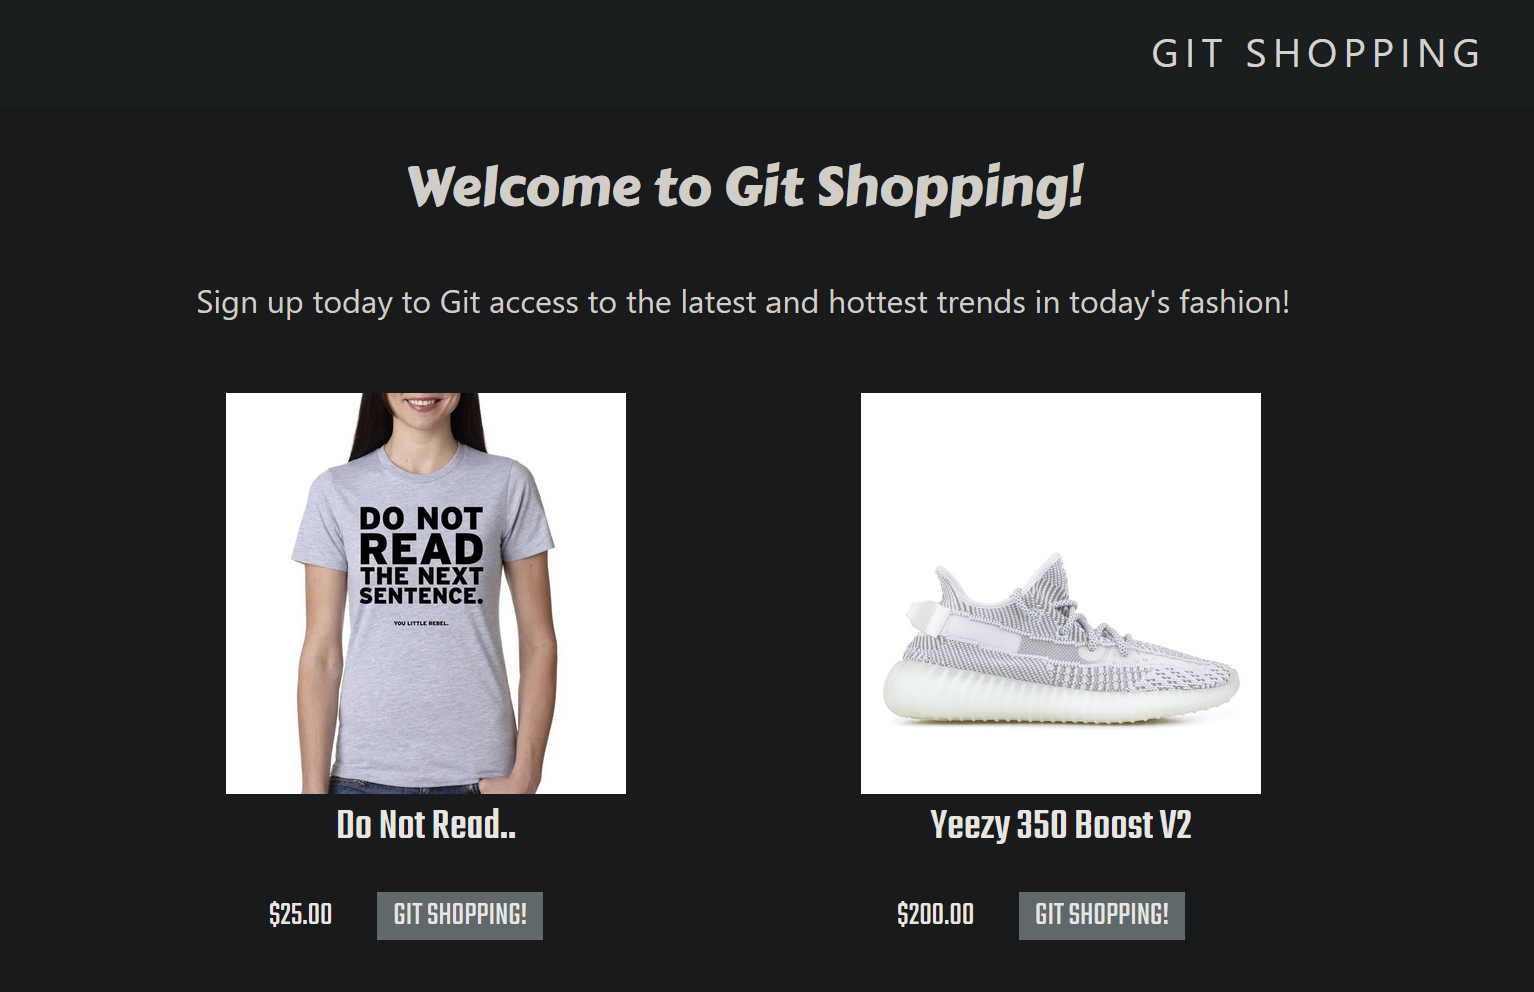 GIT SHOPPING
Welcome to Git Shopping!
Sign up today to Git access to the latest and hottest trends in today's fashion!
DO NOT
READ
THE NEXT
SENTENCE.
YOU LITTLE REBEL.
Do Not Read..
Yeezy 350 Boost V2
$25.00
GIT SHOPPING!
$200.00
GIT SHOPPING!